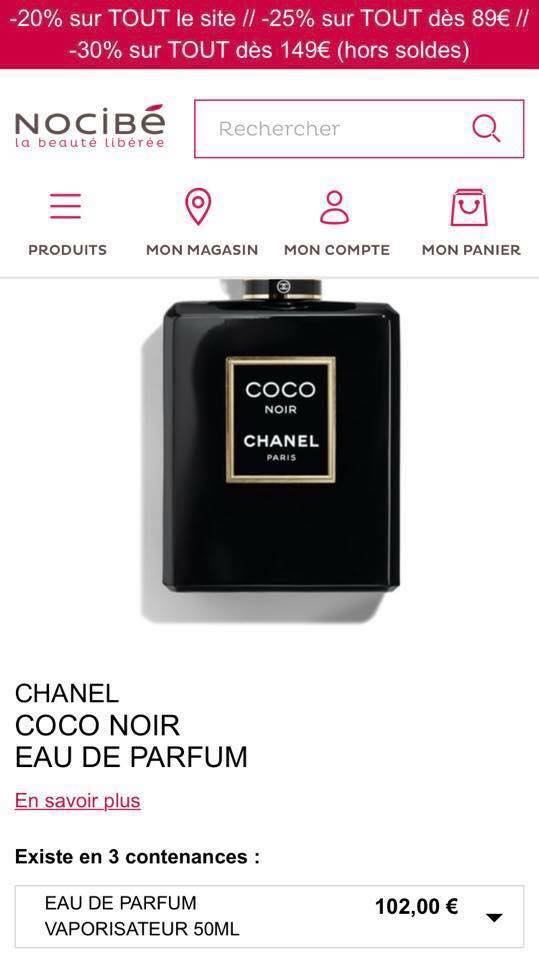 -20% sur TOUT le site // -25% sur TOUT dès 89€ //
-30% sur TOUT dès 149€ (hors soldes)
NOCIBÉ
la beauté libérée
Rechercher
PRODUITS
MON MAGASIN
MON COMPTE
MON PANIER
COCO
NOIR
CHANEL
PARIS
CHANEL
COCO NOIR
EAU DE PARFUM
En savoir plus
Existe en 3 contenances :
EAU DE PARFUM
VAPORISATEUR 50ML
102,00 €